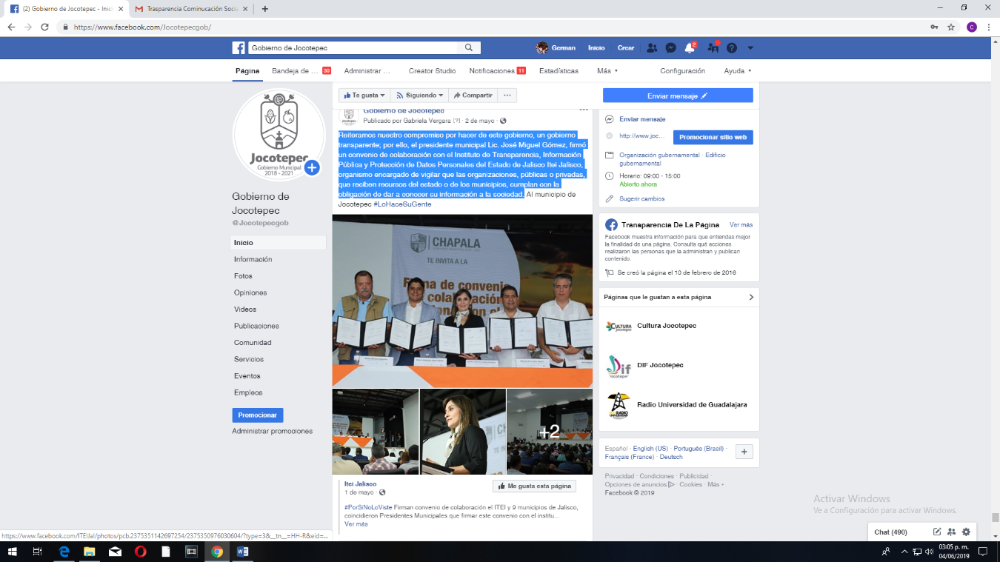 (2) Gobierno de Jocotepec - Inic
Trasparencia Cominucación Socia
https://www.facebook.com/Jocotepecgob/
Gobierno de Jocotepec
German
Inicio
Crear
2
Página
Bandeja de ... 30
Administrar ...
Creator Studio
Notificaciones 11
Estadísticas
Más
Configuración
Ayuda
Jocotepec
Gobierno Municipal
2018 - 2021
Gobierno de
Jocotepec
@Jocotepecgob
Inicio
Información
Fotos
Opiniones
Videos
Publicaciones
Comunidad
Servicios
Eventos
Empleos
Promocionar
Administrar promociones
Te gusta
Siguiendo
Compartir
...
Gobierno de Jocotepec
Publicado por Gabriela Vergara [?] · 2 de mayo ·
Reiteramos nuestro compromiso por hacer de este gobierno, un gobierno
transparente; por ello, el presidente municipal Lic. José Miguel Gómez, firmó
un convenio de colaboración con el Instituto de Transparencia, Información
Pública y Protección de Datos Personales del Estado de Jalisco Itei Jalisco,
organismo encargado de vigilar que las organizaciones, públicas o privadas,
que reciben recursos del estado o de los municipios, cumplan con la
obligación de dar a conocer su información a la sociedad. Al municipio de
Jocotepec #LoHaceSuGente
CHAPALA
TE INVITA A LA
Firma de convenio
colaboración
+2
Itei Jalisco
1 de mayo ·
Me gusta esta página
#PorSiNoLoViste Firman convenio de colaboración el ITEI y 9 municipios de Jalisco,
coincidieron Presidentes Municipales que firmar este convenio con el institu...
Ver más
Enviar mensaje
Enviar mensaje
http://www.joc...
Promocionar sitio web
Organización gubernamental · Edificio
gubernamental
Horario: 09:00 - 15:00
Abierto ahora
Sugerir cambios
Transparencia De La Página
Ver más
Facebook muestra información para que entiendas mejor
la finalidad de una página. Consulta qué acciones
realizaron las personas que la administran y publican
contenido.
Se creó la página el 10 de febrero de 2016
Páginas que le gustan a esta página
CULTURA
Jocotepec
Cultura Jocotepec
Dif
Jocotepec
DIF Jocotepec
RADIO
Radio Universidad de Guadalajara
Español · English (US) · Português (Brasil) ·
Français (France) · Deutsch
Privacidad · Condiciones · Publicidad ·
Opciones de anuncios · Cookies · Más
Facebook © 2019
Activar Windows
Ve a Configuración para activar Windows.
Chat (490)
https://www.facebook.com/ITEIJal/photos/pcb.2375351142697254/2375350976030604/?type=3&__tn__=HH-R&eid=...
03:05 p. m.
04/06/2019